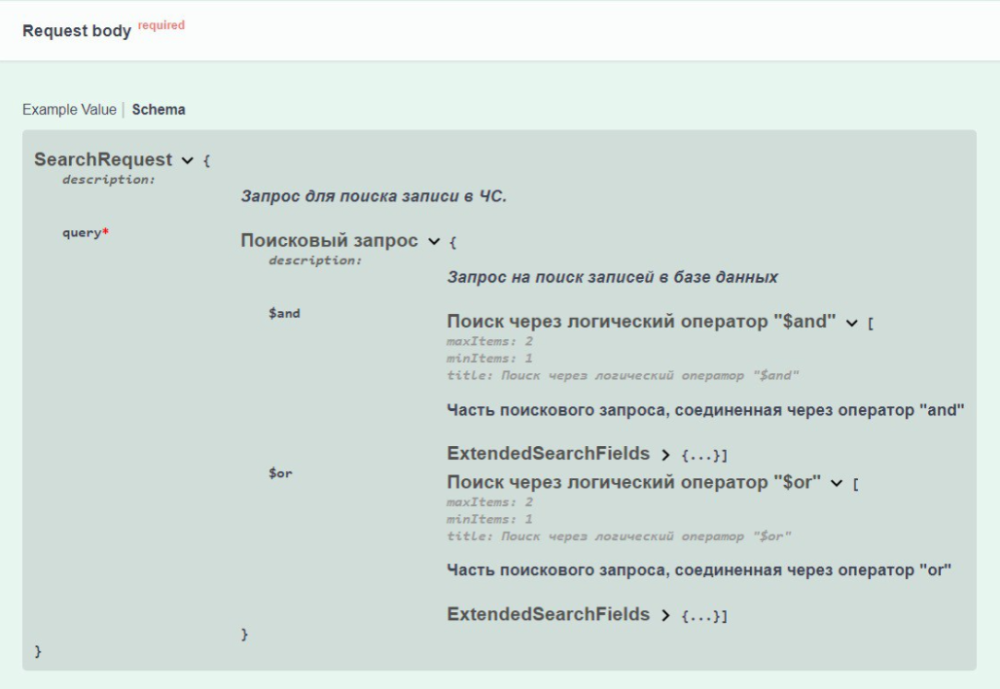 Request body required
Example Value | Schema
SearchRequest {
description:
Запрос для поиска записи в ЧС.
query*
Поисковый запрос {
description:
Запрос на поиск записей в базе данных
$and
Поиск через логический оператор "$and" [
maxItems: 2
minItems: 1
title: Поиск через логический оператор "$and"
Часть поискового запроса, соединенная через оператор "and"
ExtendedSearchFields {...}]
$or
Поиск через логический оператор "$or" [
maxItems: 2
minItems: 1
title: Поиск через логический оператор "$or"
Часть поискового запроса, соединенная через оператор "or"
ExtendedSearchFields {...}]
}
}